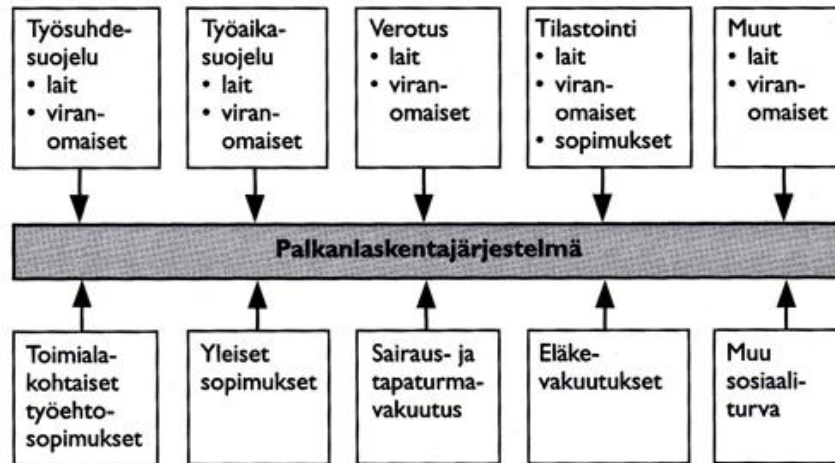 Työsuhde-
suojelu
• lait
• viran-
omaiset
Työaika-
suojelu
• lait
• viran-
omaiset
Verotus
• lait
• viran-
omaiset
Tilastointi
• lait
• viran-
omaiset
• sopimukset
Muut
• lait
• viran-
omaiset
Palkanlaskentajärjestelmä
Toimiala-
kohtaiset
työehto-
sopimukset
Yleiset
sopimukset
Sairaus- ja
tapaturma-
vakuutus
Eläke-
vakuutukset
Muu
sosiaali-
turva